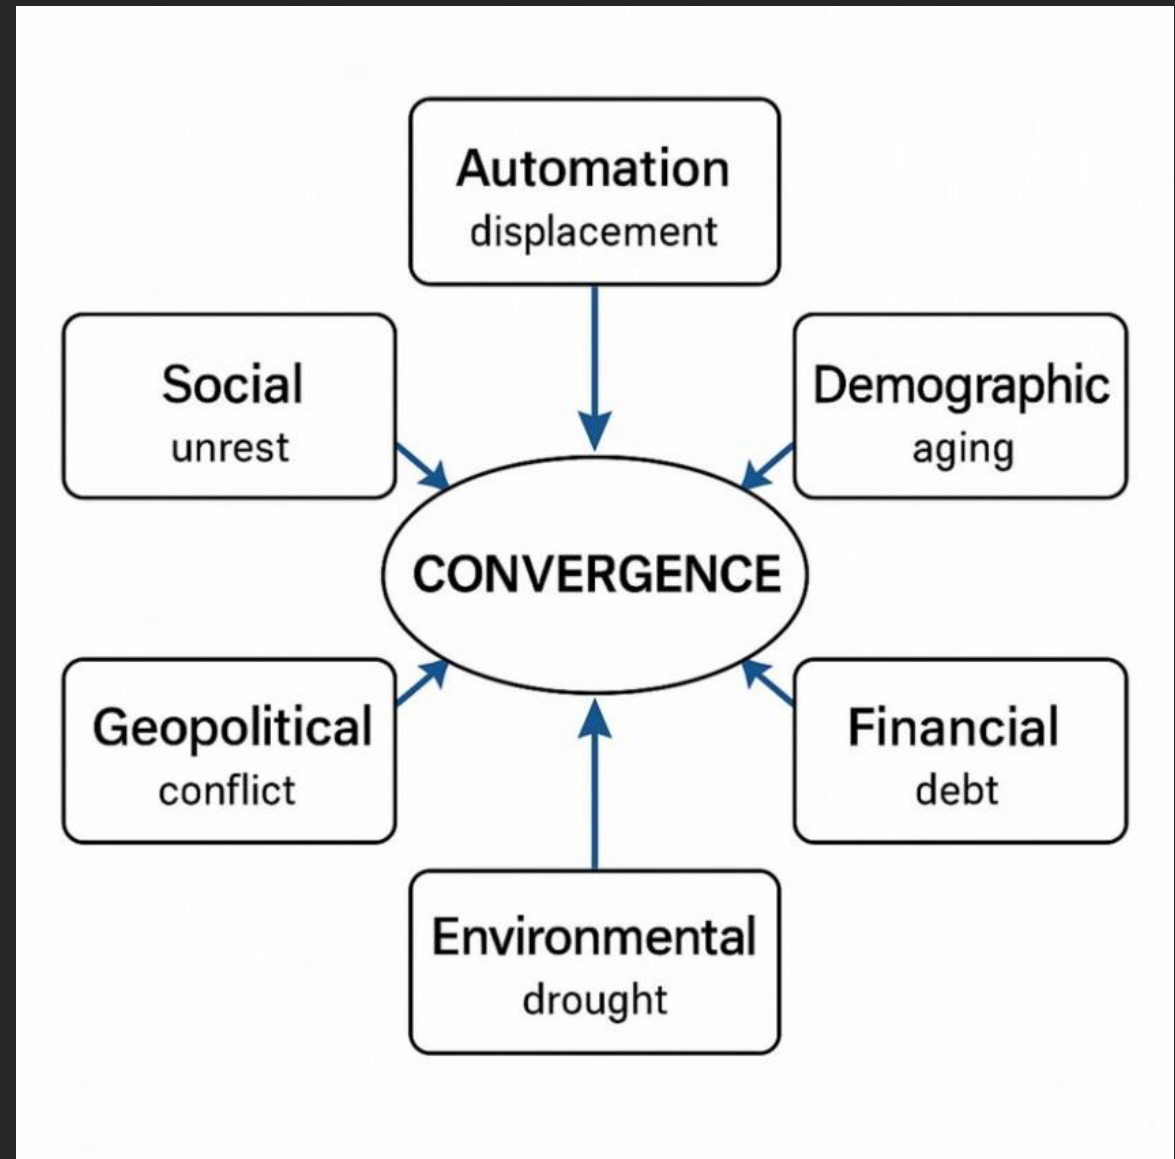 Automation
displacement
Social
unrest
Demographic
aging
CONVERGENCE
Geopolitical
conflict
Financial
debt
Environmental
drought